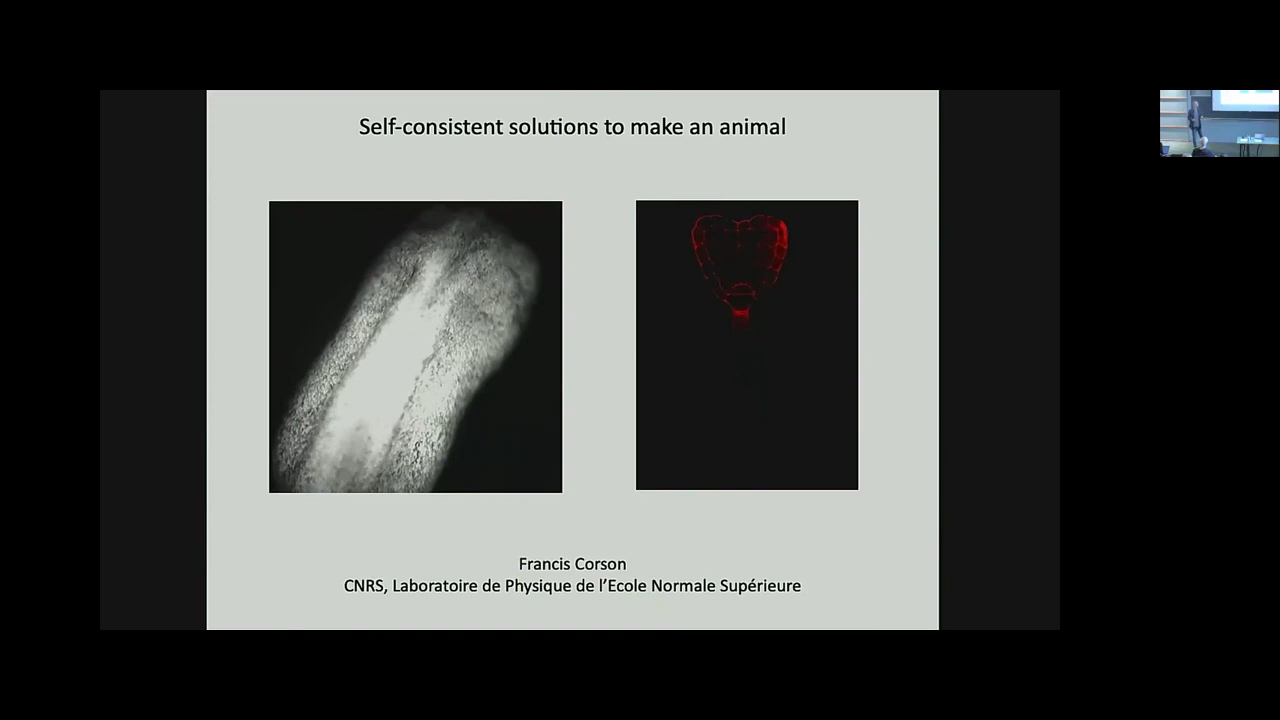 Self-consistent solutions to make an animal
Francis Corson
CNRS, Laboratoire de Physique de l’Ecole Normale Supérieure